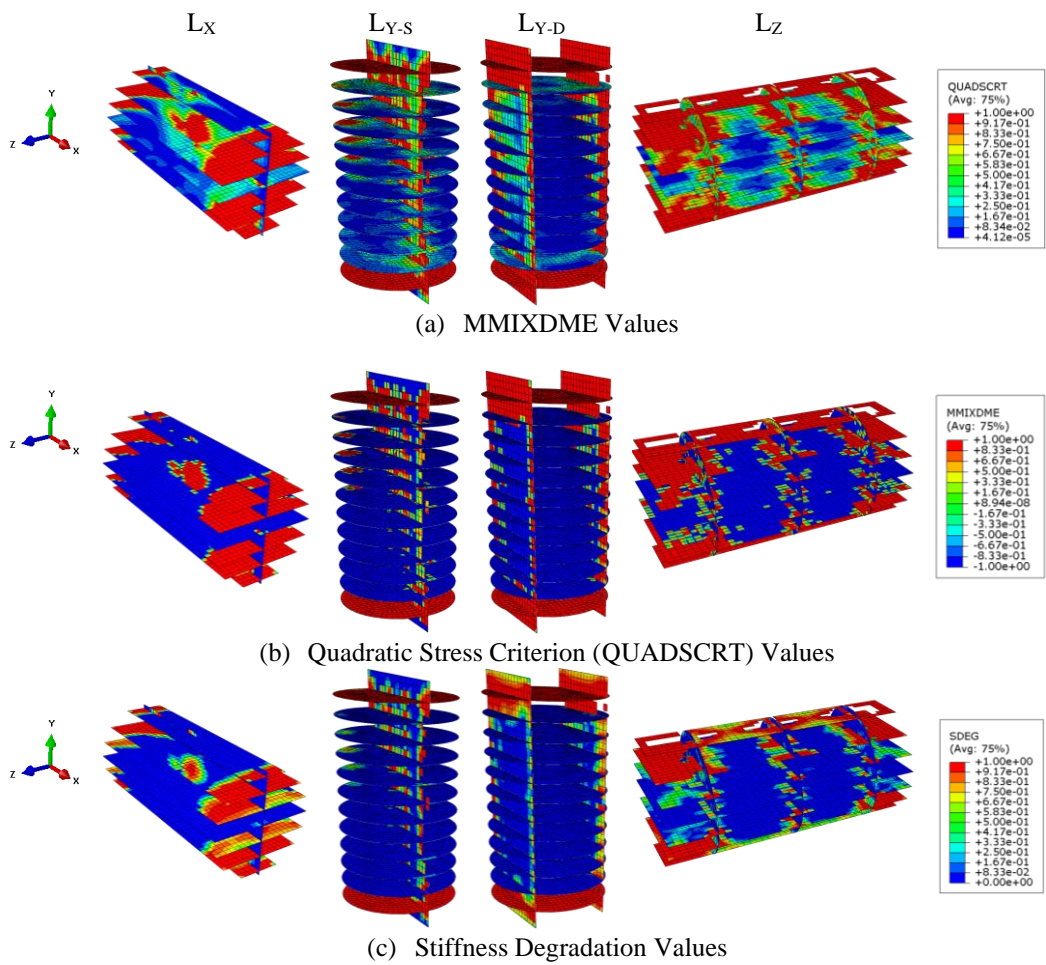 L_X L_Y-S L_Y-D L_Z
Y
Z
X
QUADSCRT
(Avg: 75%)
+1.00e+00
+9.17e-01
+8.33e-01
+7.50e-01
+6.67e-01
+5.83e-01
+5.00e-01
+4.17e-01
+3.33e-01
+2.50e-01
+1.67e-01
+8.34e-02
+4.12e-05
(a) MMIXDME Values
Y
Z
X
MMIXDME
(Avg: 75%)
+1.00e+00
+8.33e-01
+6.67e-01
+5.00e-01
+3.33e-01
+1.67e-01
+8.94e-08
-1.67e-01
-3.33e-01
-5.00e-01
-6.67e-01
-8.33e-01
-1.00e+00
(b) Quadratic Stress Criterion (QUADSCRT) Values
Y
Z
X
SDEG
(Avg: 75%)
+1.00e+00
+9.17e-01
+8.33e-01
+7.50e-01
+6.67e-01
+5.83e-01
+5.00e-01
+4.17e-01
+3.33e-01
+2.50e-01
+1.67e-01
+8.33e-02
+0.00e+00
(c) Stiffness Degradation Values